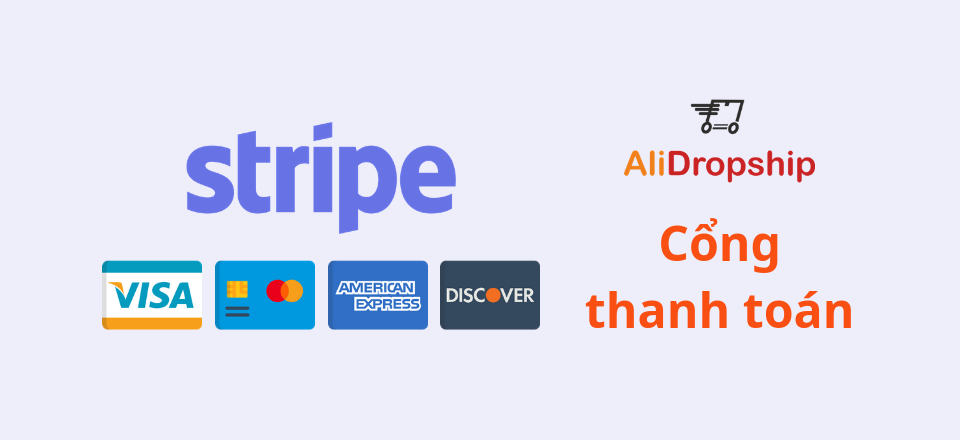 stripe
VISA
AMERICAN
EXPRESS
DISCOVER
AliDropship
Cổng
thanh toán